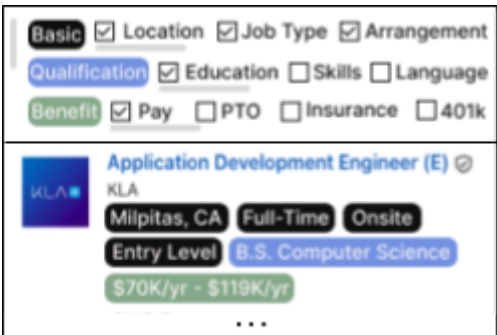 Basic Location Job Type Arrangement
Qualification Education Skills Language
Benefit Pay PTO Insurance 401k
KLA
Application Development Engineer (E)
KLA
Milpitas, CA Full-Time Onsite
Entry Level B.S. Computer Science
$70K/yr - $119K/yr
...